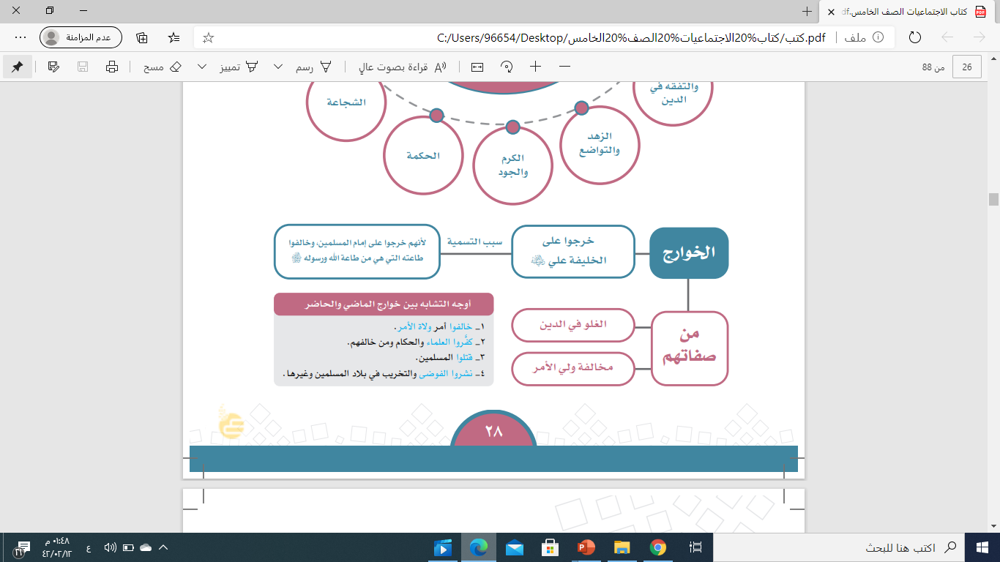 كتاب الاجتماعيات الصف الخامس.df
عدم المزامنة
ملف
C:/Users/96654/Desktop/كتب/كتاب%20الاجتماعيات%20الصف%20الخامس.pdf
26
من 88
قراءة بصوت عالٍ
رسم
تمييز
مسح
والتفقه في
الدين
الزهد
والتواضع
الكرم
والجود
الحكمة
الشجاعة
الخوارج
خرجوا على
الخليفة علي رضي الله عنه
سبب التسمية
لأنهم خرجوا على إمام المسلمين، وخالفوا
طاعته التي هي من طاعة الله ورسوله ﷺ
من
صفاتهم
الغلو في الدين
مخالفة ولي الأمر
أوجه التشابه بين خوارج الماضي والحاضر
١ـ خالفوا أمر ولاة الأمر.
٢ـ كفَّروا العلماء والحكام ومن خالفهم.
٣ـ قتلوا المسلمين.
٤ـ نشروا الفوضى والتخريب في بلاد المسلمين وغيرها.
٢٨
اكتب هنا للبحث
ع
٠١:٤٨ م
٤٢/٠٢/١٢